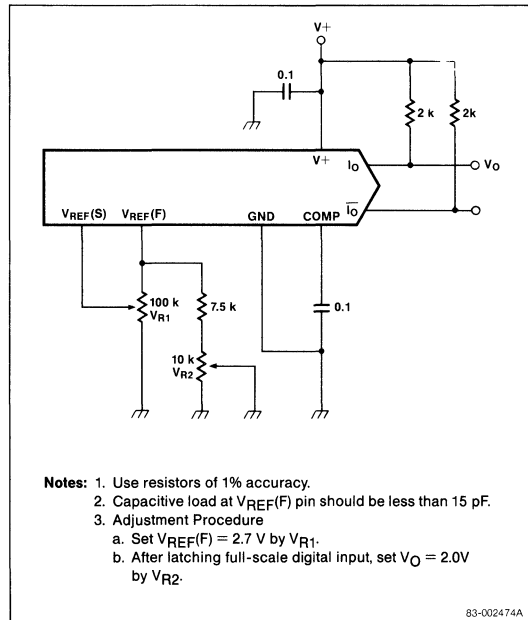 V+
0.1
2 k
2k
V+
IO
VO
IO
VREF(S)
VREF(F)
GND
COMP
100 k
VR1
7.5 k
10 k
VR2
0.1
Notes: 1. Use resistors of 1% accuracy.
2. Capacitive load at VREF(F) pin should be less than 15 pF.
3. Adjustment Procedure
a. Set VREF(F) = 2.7 V by VR1.
b. After latching full-scale digital input, set VO = 2.0V
by VR2.
83-002474A